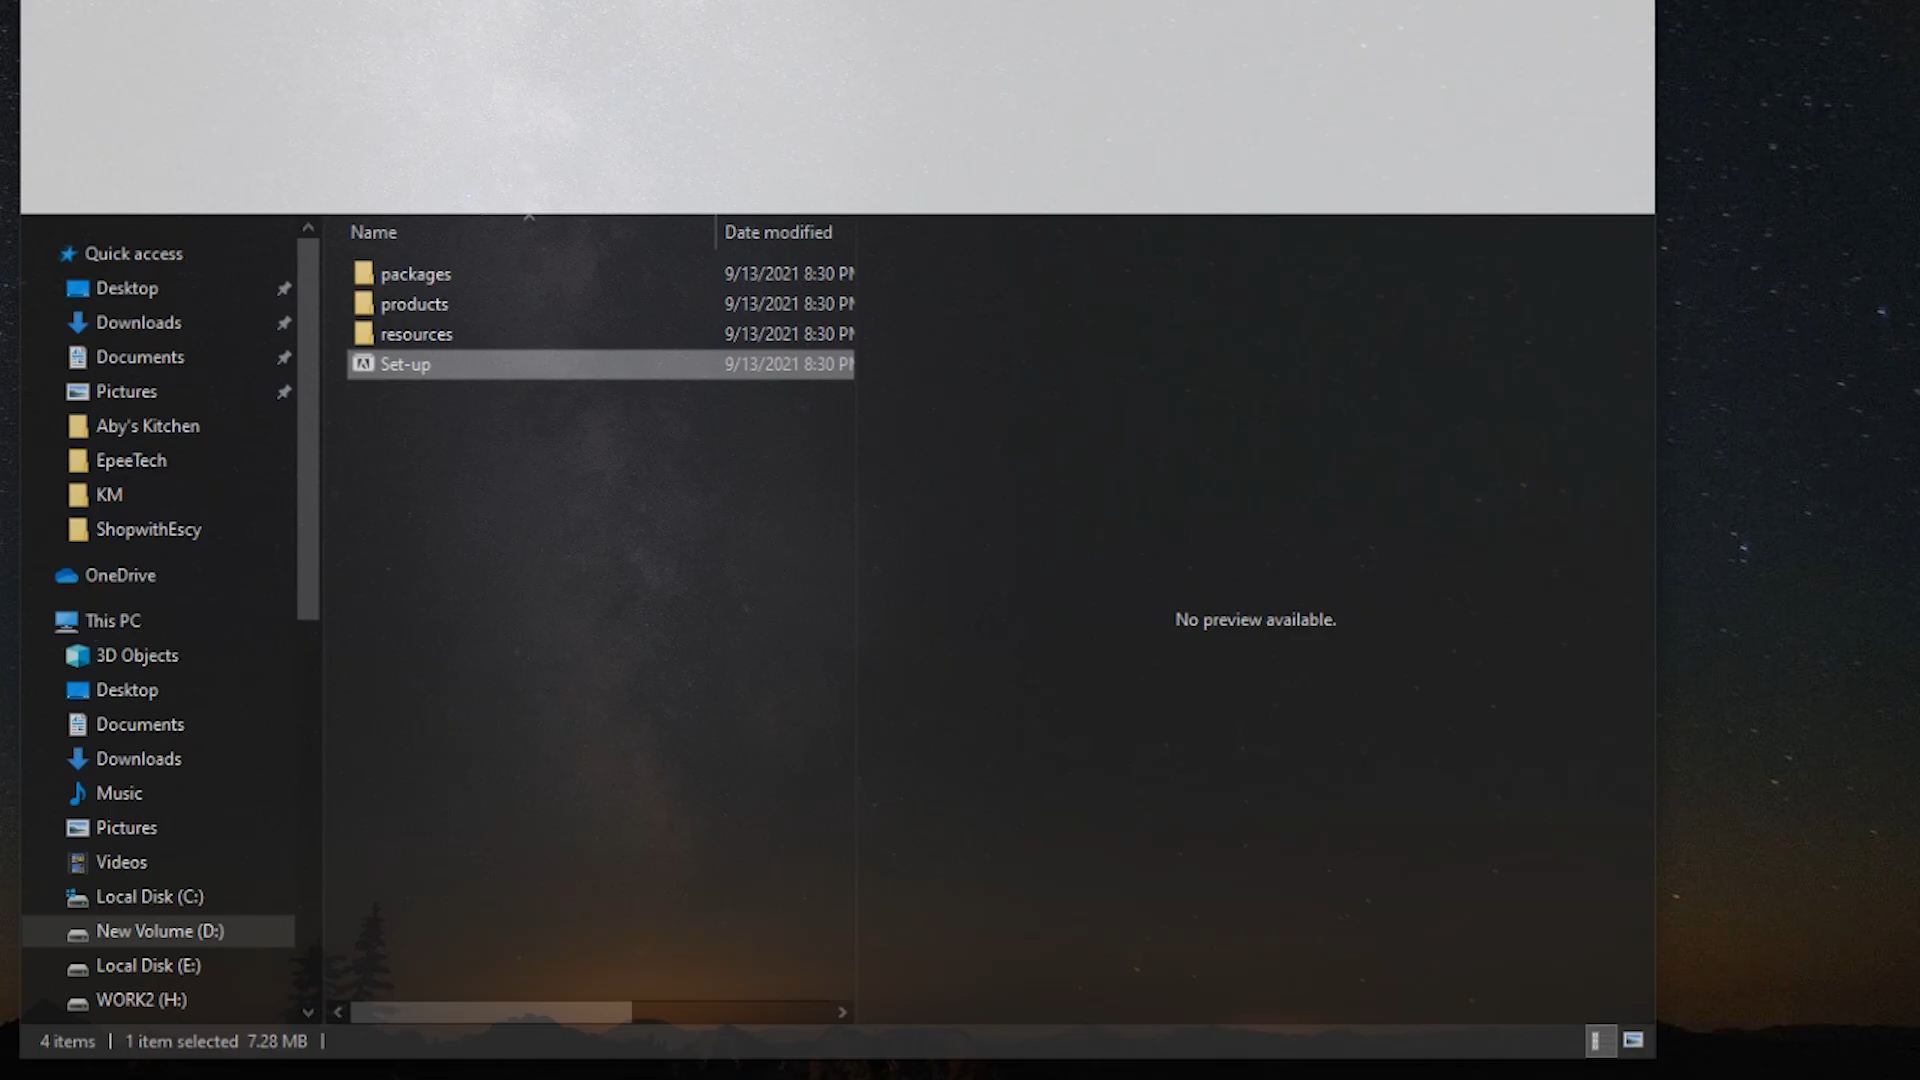 Name
Date modified
packages
9/13/2021 8:30 PM
products
9/13/2021 8:30 PM
resources
9/13/2021 8:30 PM
Set-up
9/13/2021 8:30 PM
Quick access
Desktop
Downloads
Documents
Pictures
Aby's Kitchen
EpeeTech
KM
ShopwithEscy
OneDrive
This PC
3D Objects
Desktop
Documents
Downloads
Music
Pictures
Videos
Local Disk (C:)
New Volume (D:)
Local Disk (E:)
WORK2 (H:)
No preview available.
4 items | 1 item selected 7.28 MB |